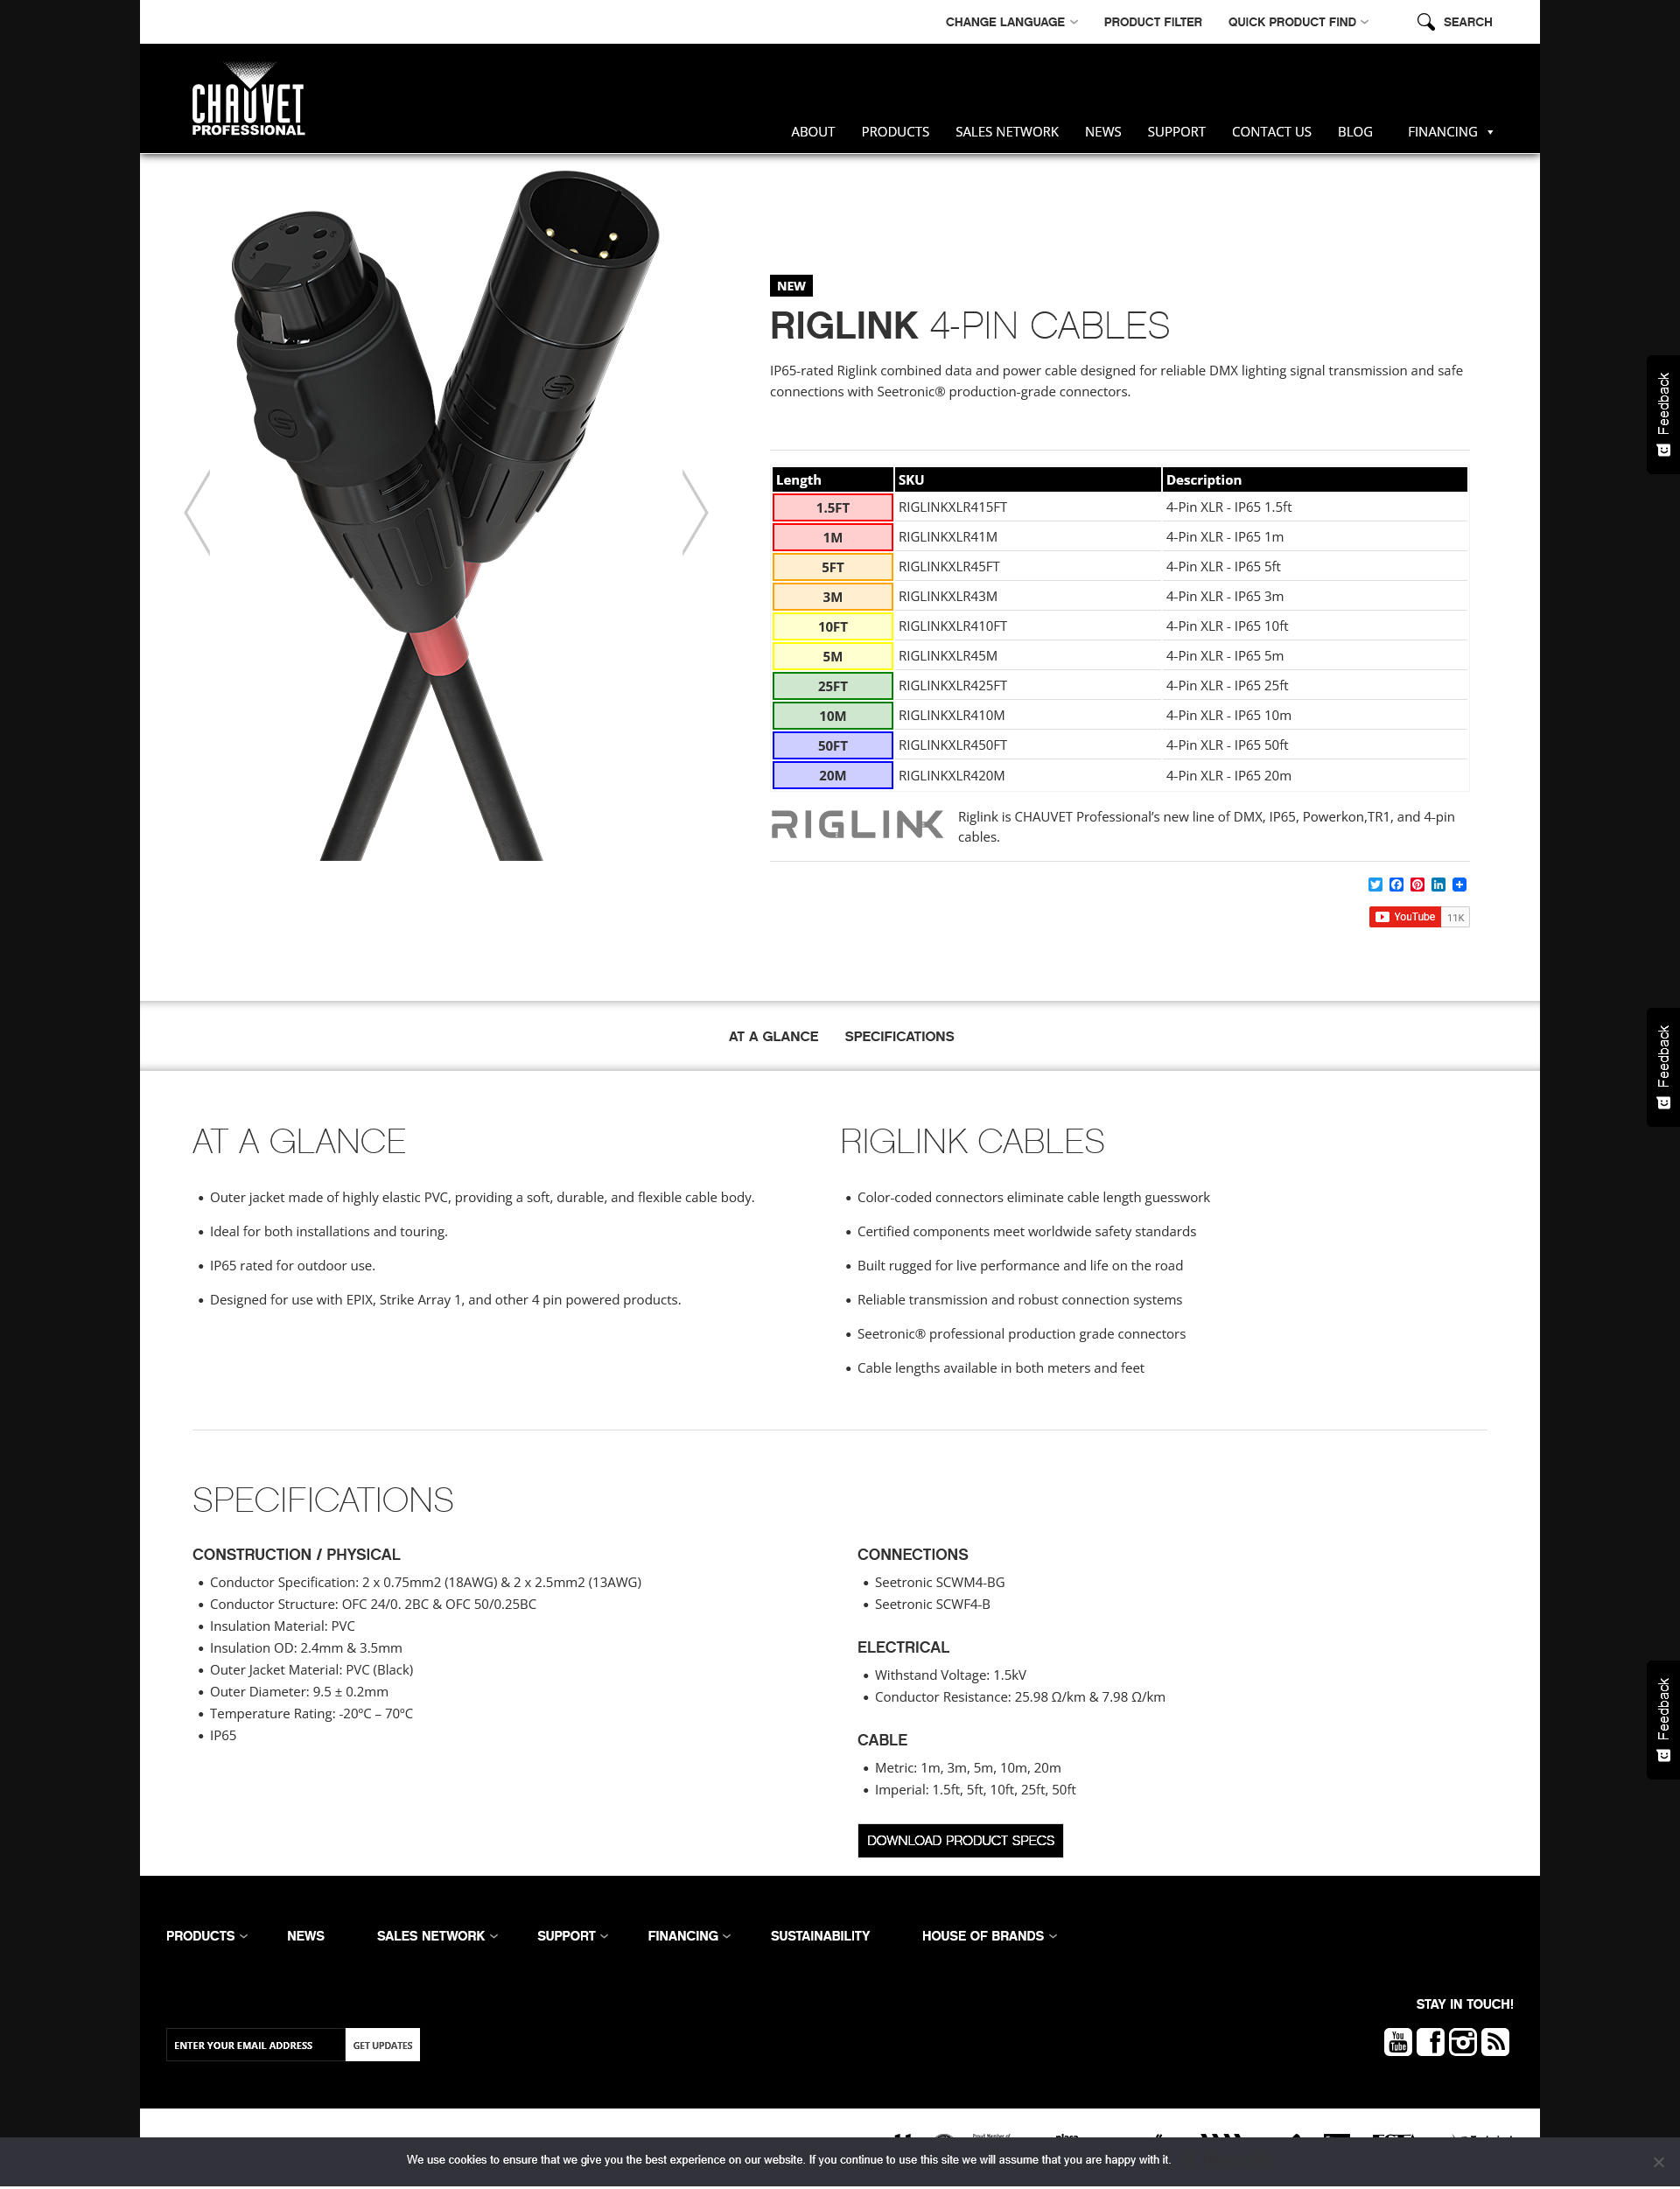 CHANGE LANGUAGE PRODUCT FILTER QUICK PRODUCT FIND SEARCH
CHAUVET
PROFESSIONAL
ABOUT PRODUCTS SALES NETWORK NEWS SUPPORT CONTACT US BLOG FINANCING
NEW
RIGLINK 4-PIN CABLES
IP65-rated Riglink combined data and power cable designed for reliable DMX lighting signal transmission and safe
connections with Seetronic® production-grade connectors.
Length SKU Description
1.5FT RIGLINKXLR415FT 4-Pin XLR - IP65 1.5ft
1M RIGLINKXLR41M 4-Pin XLR - IP65 1m
5FT RIGLINKXLR45FT 4-Pin XLR - IP65 5ft
3M RIGLINKXLR43M 4-Pin XLR - IP65 3m
10FT RIGLINKXLR410FT 4-Pin XLR - IP65 10ft
5M RIGLINKXLR45M 4-Pin XLR - IP65 5m
25FT RIGLINKXLR425FT 4-Pin XLR - IP65 25ft
10M RIGLINKXLR410M 4-Pin XLR - IP65 10m
50FT RIGLINKXLR450FT 4-Pin XLR - IP65 50ft
20M RIGLINKXLR420M 4-Pin XLR - IP65 20m
RIGLINK Riglink is CHAUVET Professional's new line of DMX, IP65, Powerkon,TR1, and 4-pin
cables.
YouTube 11K
Feedback
Feedback
Feedback
AT A GLANCE SPECIFICATIONS
AT A GLANCE
Outer jacket made of highly elastic PVC, providing a soft, durable, and flexible cable body.
Ideal for both installations and touring.
IP65 rated for outdoor use.
Designed for use with EPIX, Strike Array 1, and other 4 pin powered products.
RIGLINK CABLES
Color-coded connectors eliminate cable length guesswork
Certified components meet worldwide safety standards
Built rugged for live performance and life on the road
Reliable transmission and robust connection systems
Seetronic® professional production grade connectors
Cable lengths available in both meters and feet
SPECIFICATIONS
CONSTRUCTION / PHYSICAL
Conductor Specification: 2 x 0.75mm2 (18AWG) & 2 x 2.5mm2 (13AWG)
Conductor Structure: OFC 24/0. 2BC & OFC 50/0.25BC
Insulation Material: PVC
Insulation OD: 2.4mm & 3.5mm
Outer Jacket Material: PVC (Black)
Outer Diameter: 9.5 ± 0.2mm
Temperature Rating: -20°C – 70°C
IP65
CONNECTIONS
Seetronic SCWM4-BG
Seetronic SCWF4-B
ELECTRICAL
Withstand Voltage: 1.5kV
Conductor Resistance: 25.98 Ω/km & 7.98 Ω/km
CABLE
Metric: 1m, 3m, 5m, 10m, 20m
Imperial: 1.5ft, 5ft, 10ft, 25ft, 50ft
DOWNLOAD PRODUCT SPECS
PRODUCTS NEWS SALES NETWORK SUPPORT FINANCING SUSTAINABILITY HOUSE OF BRANDS
STAY IN TOUCH!
ENTER YOUR EMAIL ADDRESS GET UPDATES
You Tube
We use cookies to ensure that we give you the best experience on our website. If you continue to use this site we will assume that you are happy with it.